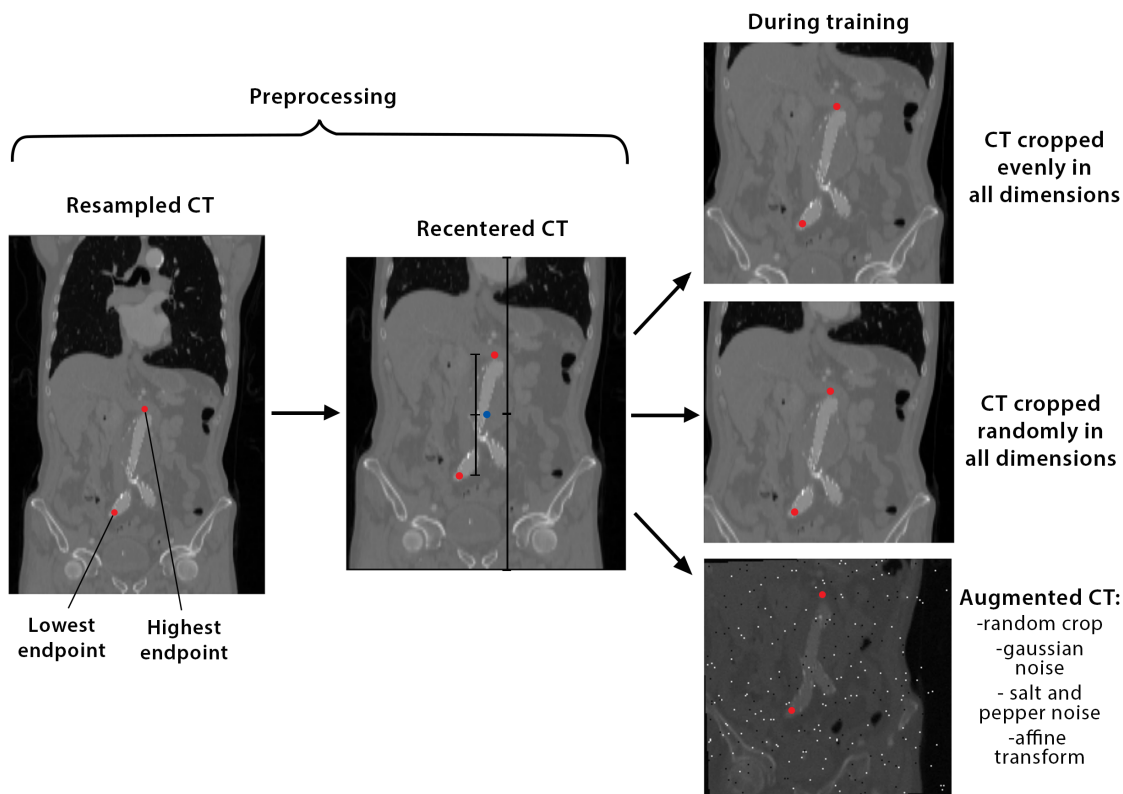 During training
Preprocessing
CT cropped
evenly in
all dimensions
Resampled CT
Recentered CT
CT cropped
randomly in
all dimensions
Lowest
endpoint
Highest
endpoint
Augmented CT:
-random crop
-gaussian
noise
- salt and
pepper noise
-affine
transform